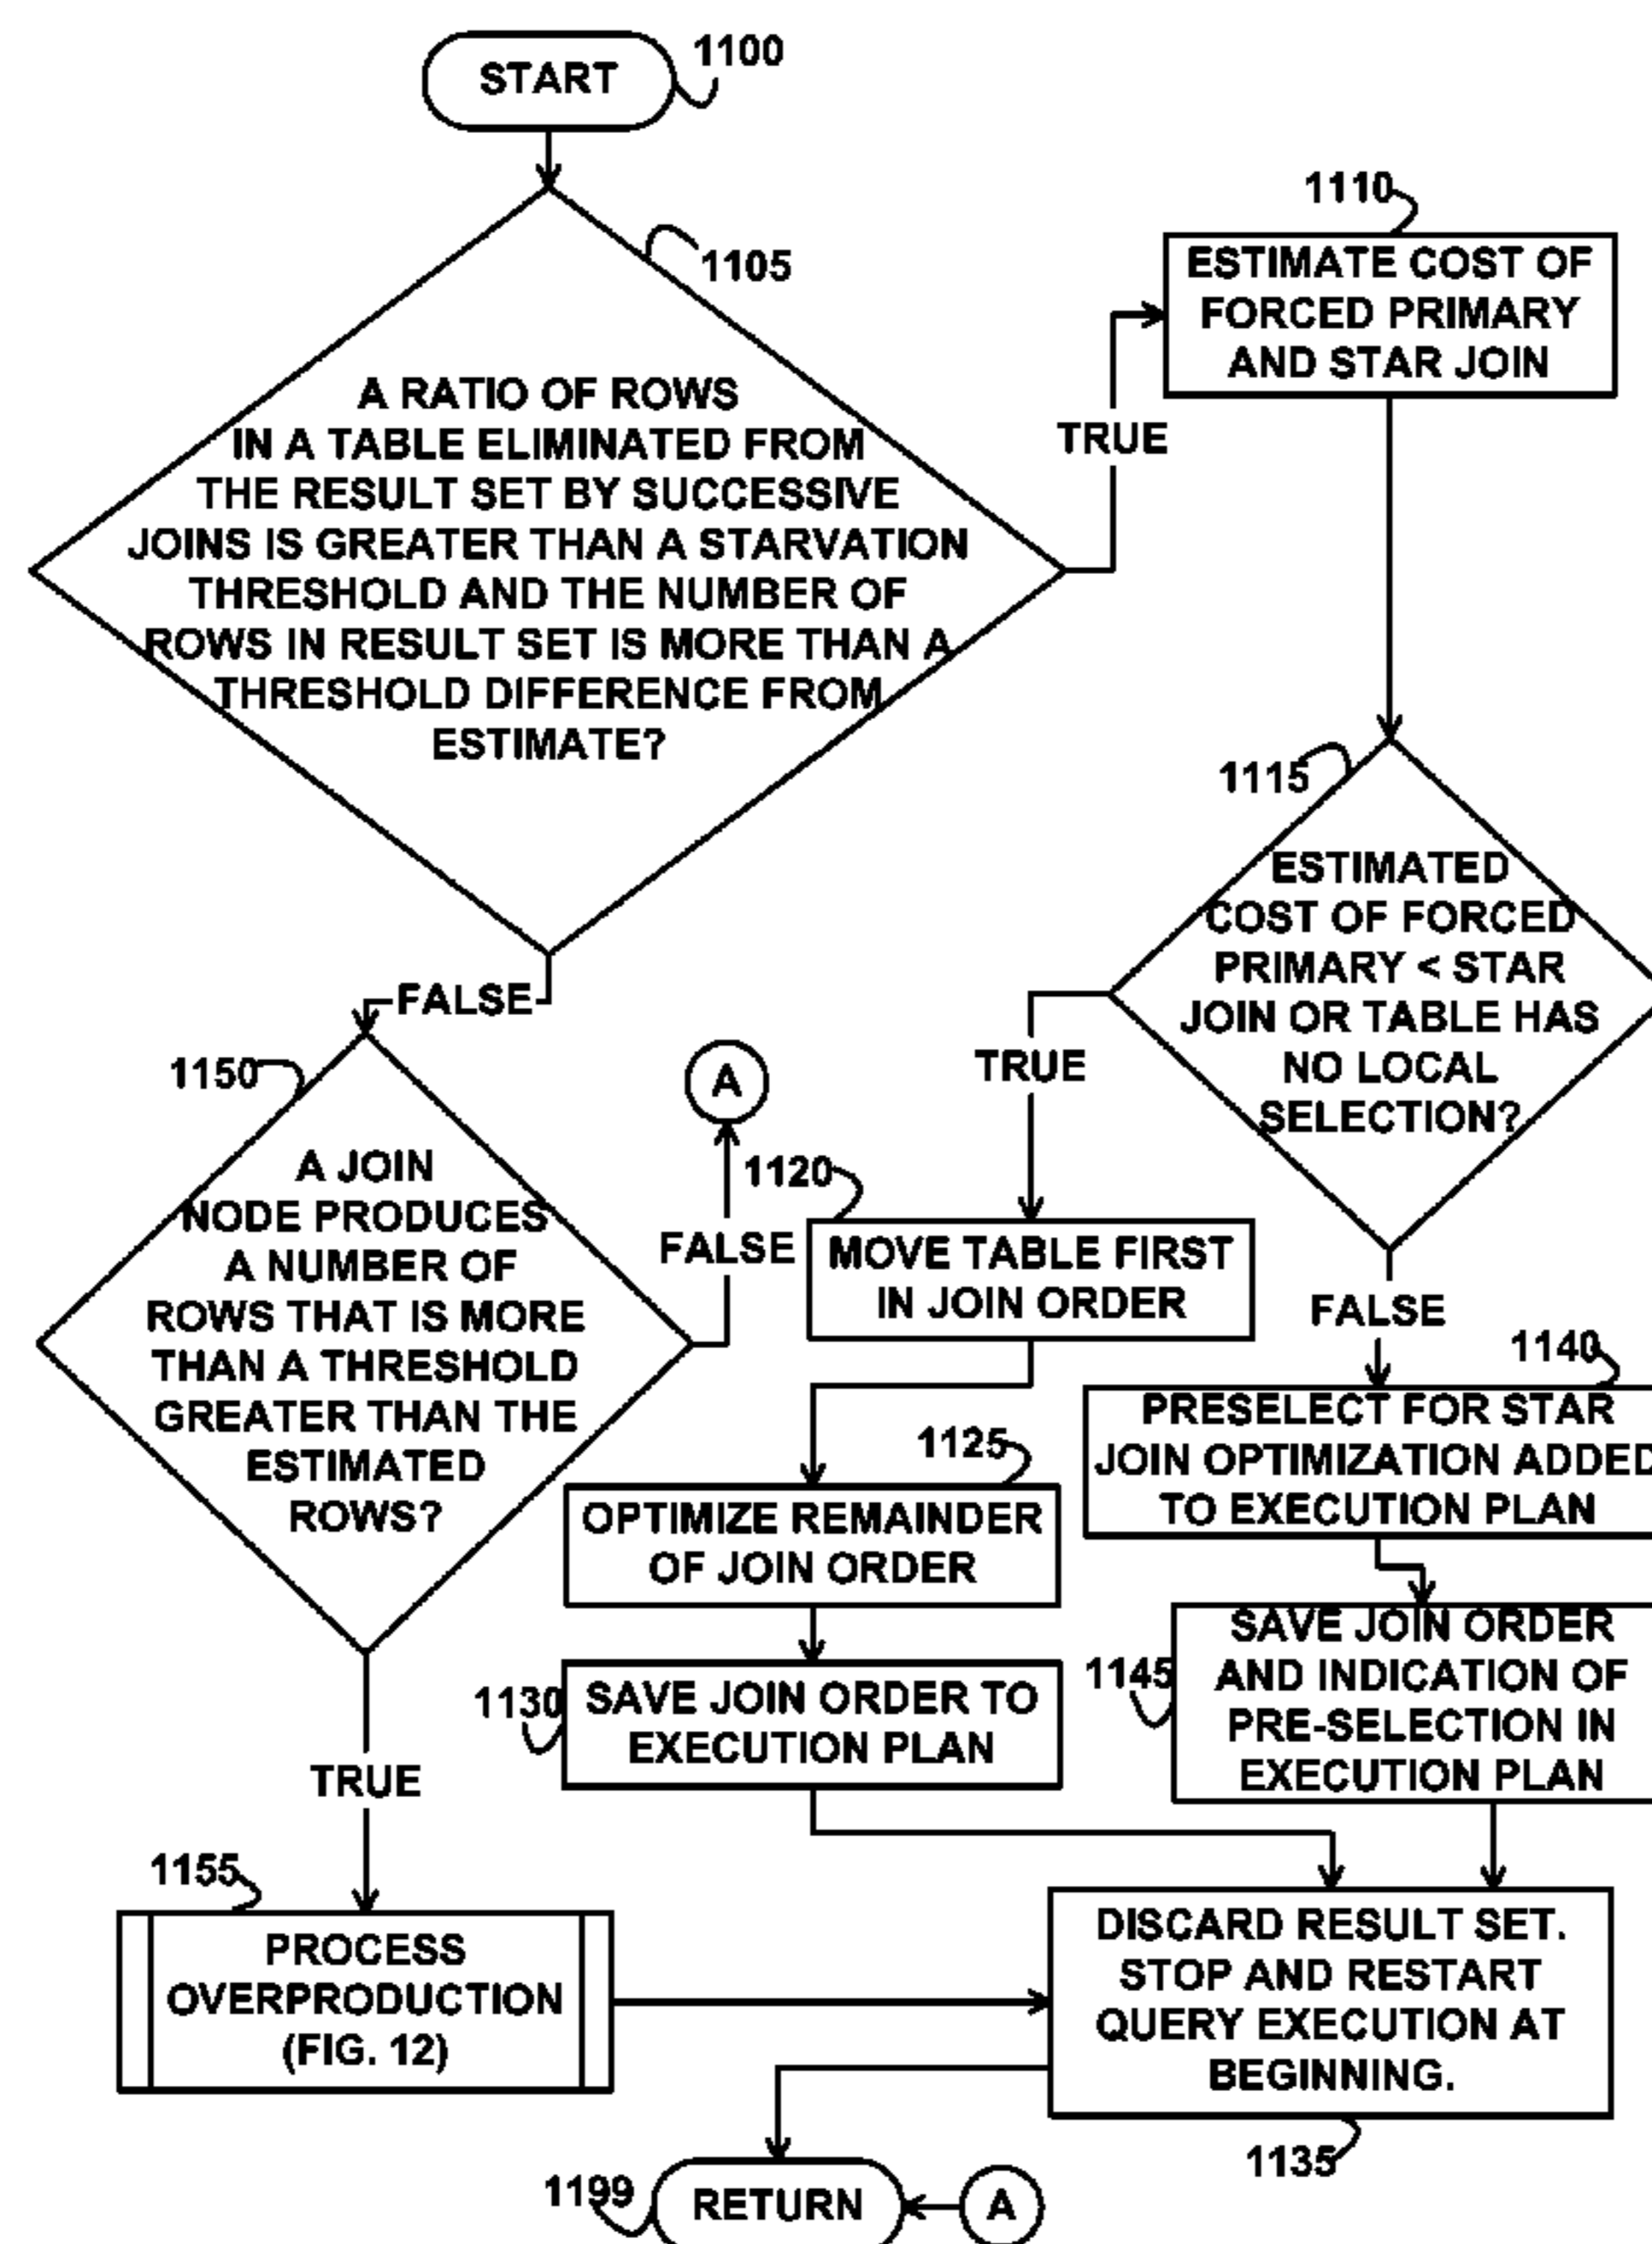 START
1100
1105
A RATIO OF ROWS
IN A TABLE ELIMINATED FROM
THE RESULT SET BY SUCCESSIVE
JOINS IS GREATER THAN A STARVATION
THRESHOLD AND THE NUMBER OF
ROWS IN RESULT SET IS MORE THAN A
THRESHOLD DIFFERENCE FROM
ESTIMATE?
TRUE
1110
ESTIMATE COST OF
FORCED PRIMARY
AND STAR JOIN
1115
ESTIMATED
COST OF FORCED
PRIMARY < STAR
JOIN OR TABLE HAS
NO LOCAL
SELECTION?
FALSE
1150
A JOIN
NODE PRODUCES
A NUMBER OF
ROWS THAT IS MORE
THAN A THRESHOLD
GREATER THAN THE
ESTIMATED
ROWS?
A
FALSE
TRUE
1120
MOVE TABLE FIRST
IN JOIN ORDER
FALSE
1140
PRESELECT FOR STAR
JOIN OPTIMIZATION ADDED
TO EXECUTION PLAN
1125
OPTIMIZE REMAINDER
OF JOIN ORDER
1130
SAVE JOIN ORDER TO
EXECUTION PLAN
1145
SAVE JOIN ORDER
AND INDICATION OF
PRE-SELECTION IN
EXECUTION PLAN
TRUE
1155
PROCESS
OVERPRODUCTION
(FIG. 12)
DISCARD RESULT SET.
STOP AND RESTART
QUERY EXECUTION AT
BEGINNING.
1135
1199
RETURN
A